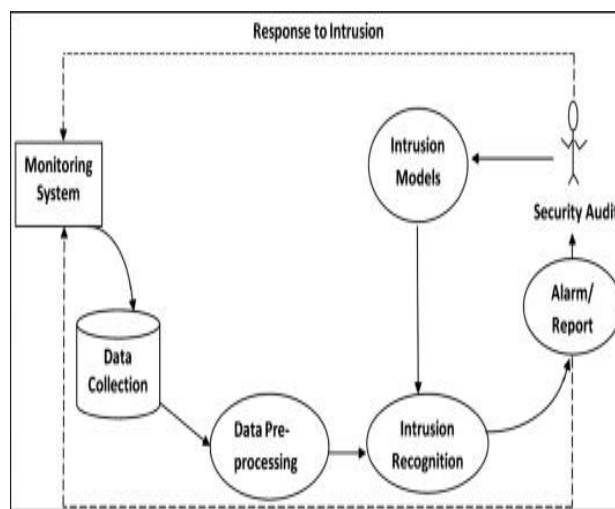 Response to Intrusion
Monitoring
System
Intrusion
Models
Security Audit
Alarm/
Report
Data
Collection
Data Pre-
processing
Intrusion
Recognition